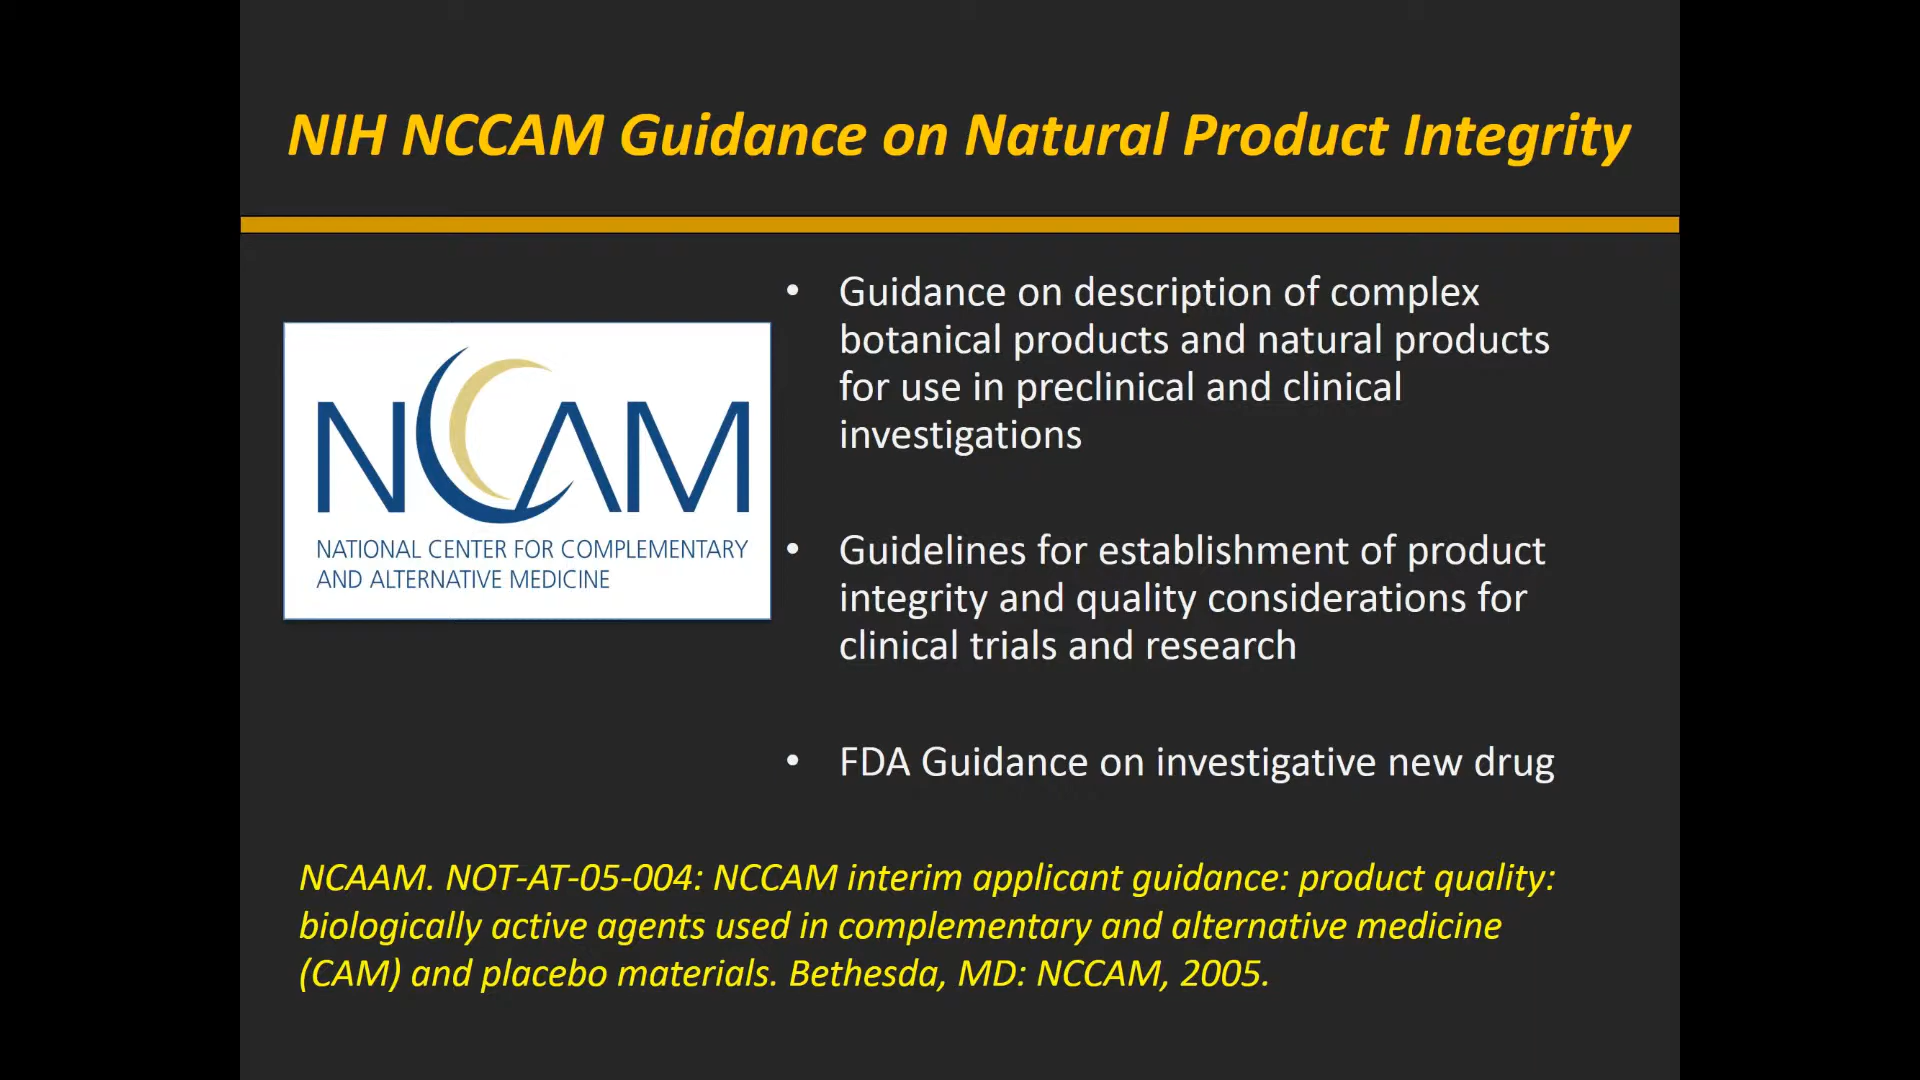 NIH NCCAM Guidance on Natural Product Integrity
NCCAM
NATIONAL CENTER FOR COMPLEMENTARY
AND ALTERNATIVE MEDICINE
• Guidance on description of complex
botanical products and natural products
for use in preclinical and clinical
investigations
• Guidelines for establishment of product
integrity and quality considerations for
clinical trials and research
• FDA Guidance on investigative new drug
NCAAM. NOT-AT-05-004: NCCAM interim applicant guidance: product quality:
biologically active agents used in complementary and alternative medicine
(CAM) and placebo materials. Bethesda, MD: NCCAM, 2005.